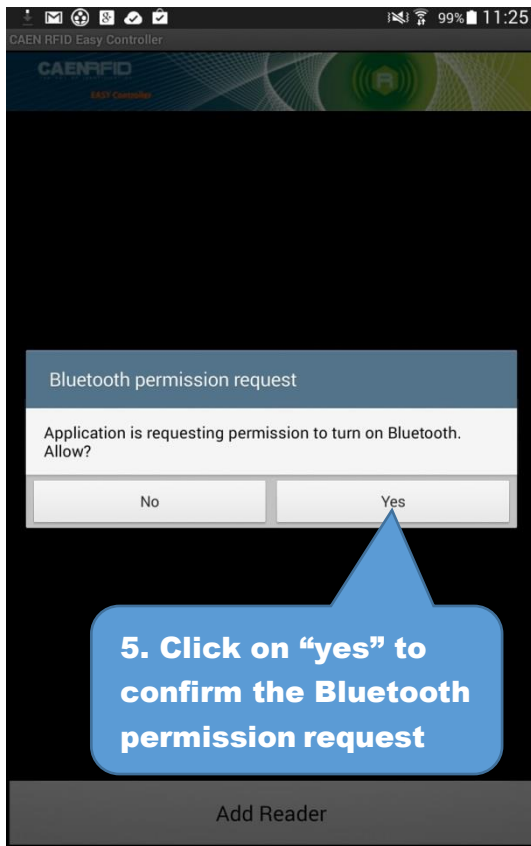 99% 11:25
CAEN RFID Easy Controller
CAENRFID
EASY Controller
Bluetooth permission request
Application is requesting permission to turn on Bluetooth.
Allow?
No
Yes
5. Click on “yes” to
confirm the Bluetooth
permission request
Add Reader